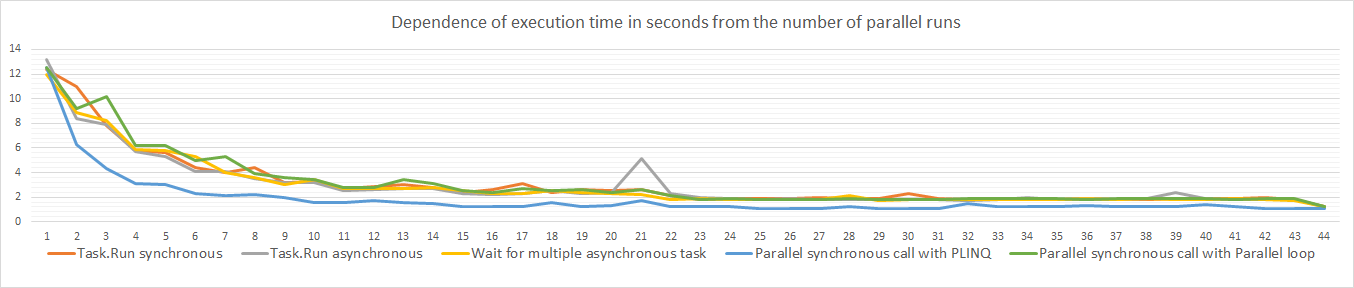 Dependence of execution time in seconds from the number of parallel runs
14
12
10
8
6
4
2
0
1 2 3 4 5 6 7 8 9 10 11 12 13 14 15 16 17 18 19 20 21 22 23 24 25 26 27 28 29 30 31 32 33 34 35 36 37 38 39 40 41 42 43 44
Task.Run synchronous Task.Run asynchronous Wait for multiple asynchronous task Parallel synchronous call with PLINQ Parallel synchronous call with Parallel loop